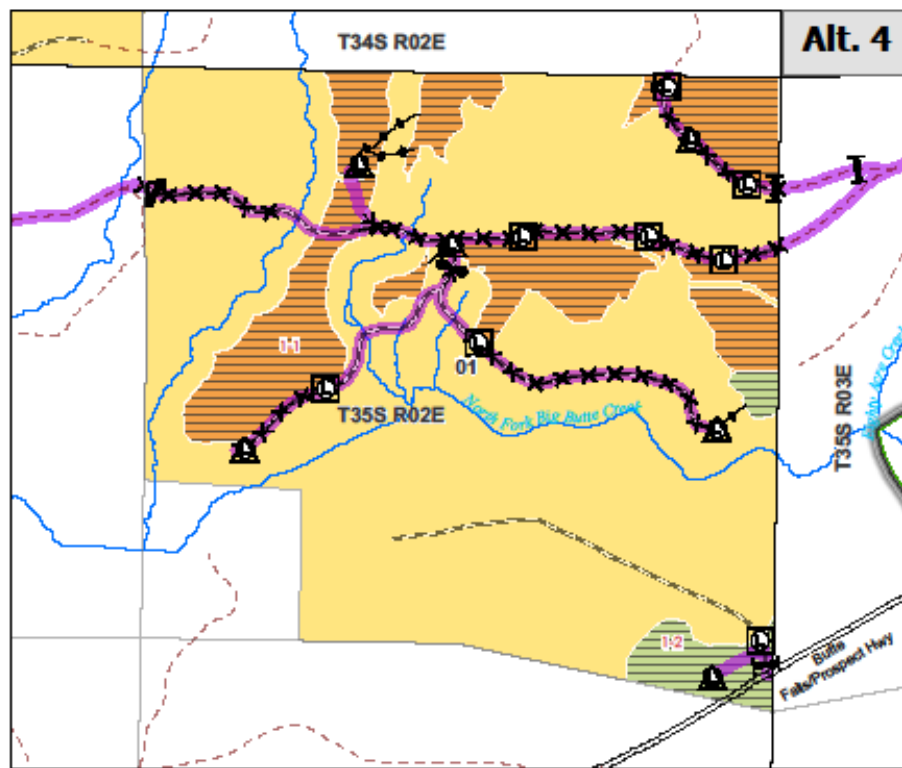 T34S R02E
Alt. 4
1-1
01
T35S R02E
North Fork Big Butte Creek
T35S R03E
1-2
Butte
Falls/Prospect Hwy